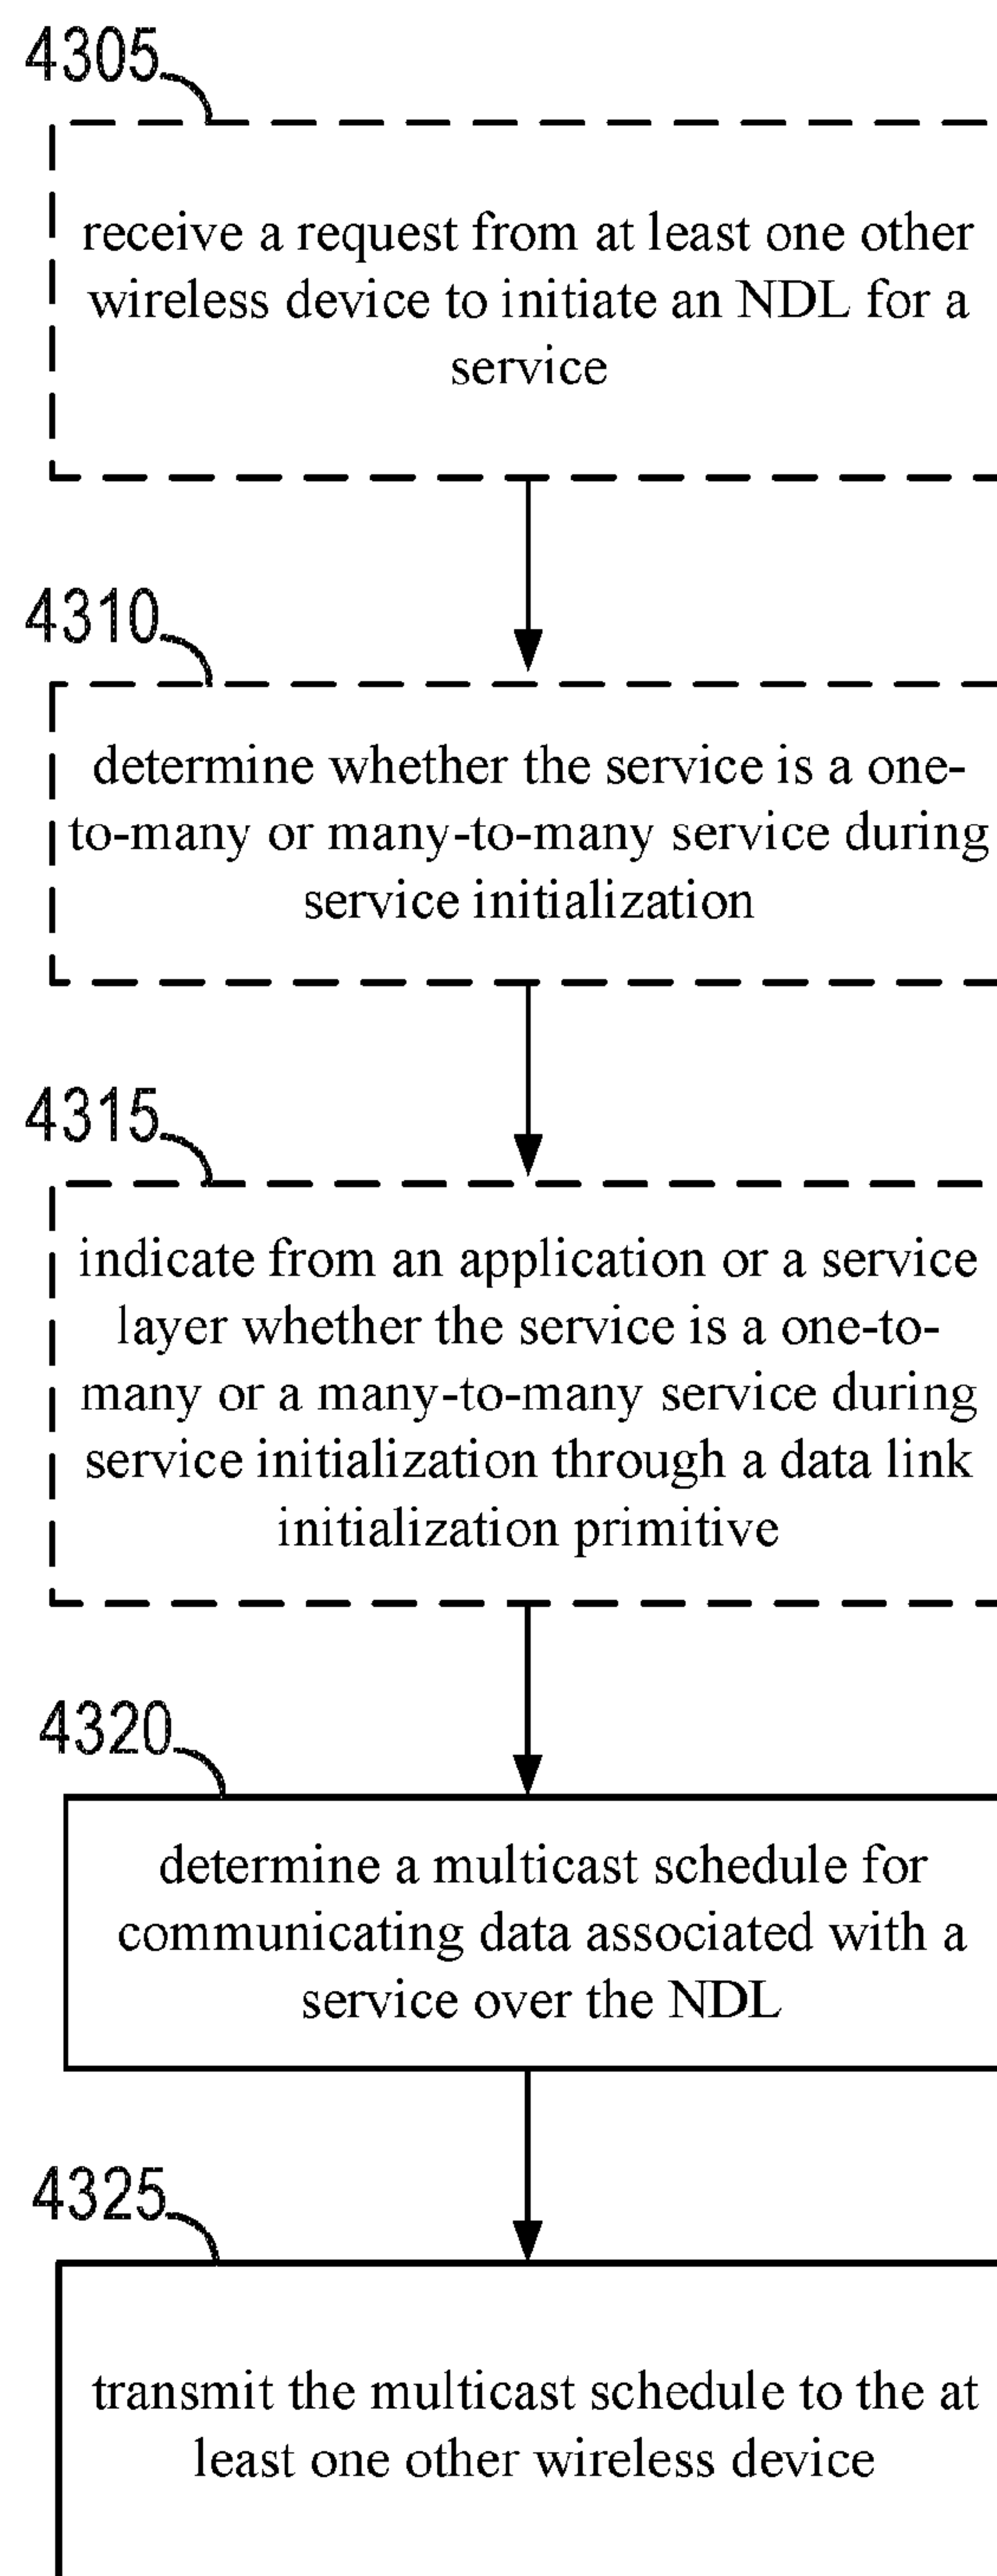 4305
receive a request from at least one other
wireless device to initiate an NDL for a
service
4310
determine whether the service is a one-
to-many or many-to-many service during
service initialization
4315
indicate from an application or a service
layer whether the service is a one-to-
many or a many-to-many service during
service initialization through a data link
initialization primitive
4320
determine a multicast schedule for
communicating data associated with a
service over the NDL
4325
transmit the multicast schedule to the at
least one other wireless device